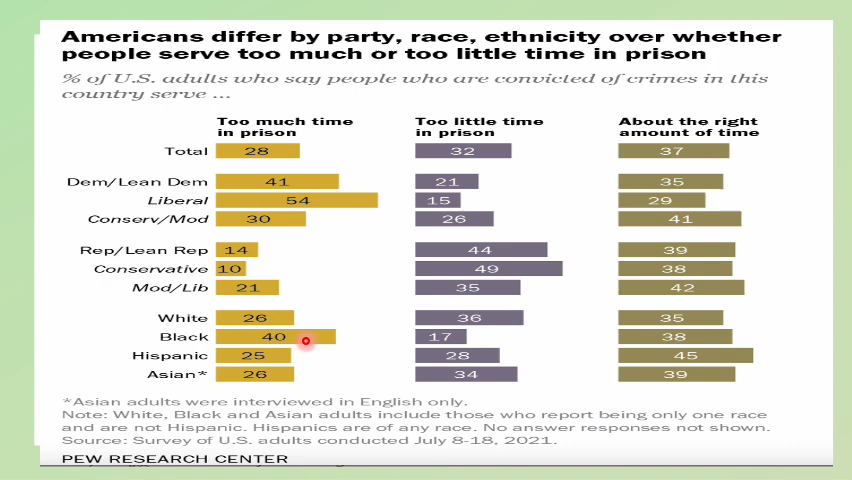 Americans differ by party, race, ethnicity over whether
people serve too much or too little time in prison
% of U.S. adults who say people who are convicted of crimes in this
country serve ...
Too much time
in prison
Too little time
in prison
About the right
amount of time
Total 28 32 37
Dem/Lean Dem 41 21 35
Liberal 54 15 29
Conserv/Mod 30 26 41
Rep/Lean Rep 14 44 39
Conservative 10 49 38
Mod/Lib 21 35 42
White 26 36 35
Black 40 17 38
Hispanic 25 28 45
Asian* 26 34 39
*Asian adults were interviewed in English only.
Note: White, Black and Asian adults include those who report being only one race
and are not Hispanic. Hispanics are of any race. No answer responses not shown.
Source: Survey of U.S. adults conducted July 8-18, 2021.
PEW RESEARCH CENTER